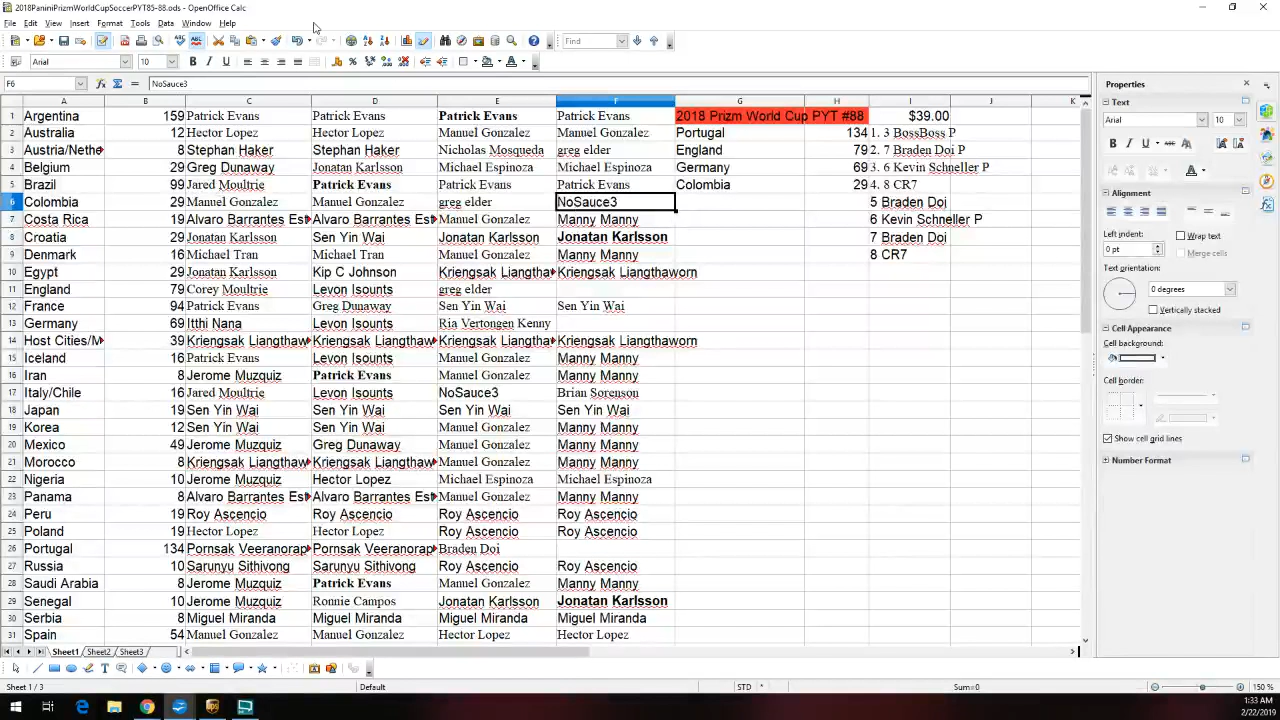 2018PaniniPrizmWorldCupSoccerPYT85-88.ods - OpenOffice Calc
File Edit View Insert Format Tools Data Window Help
Find
Arial 10
F6 NoSauce3
Properties
A B C D E F G H I J K
1 Argentina 159 Patrick Evans Patrick Evans Patrick Evans Patrick Evans 2018 Prizm World Cup PYT #88 $39.00
2 Australia 12 Hector Lopez Hector Lopez Manuel Gonzalez Manuel Gonzalez Portugal 134 1. 3 BossBoss P
3 Austria/Nethe Stephan Haker 8 Stephan Haker Nicholas Mosqueda greg elder England 79 2. 7 Braden Doi P
4 Belgium 29 Greg Dunaway Jonatan Karlsson Michael Espinoza Michael Espinoza Germany 69 3. 6 Kevin Schneller P
5 Brazil 99 Jared Moultrie Patrick Evans Patrick Evans Patrick Evans Colombia 29 4. 8 CR7
6 Colombia 29 Manuel Gonzalez Manuel Gonzalez greg elder NoSauce3 5 Braden Doi
7 Costa Rica 19 Alvaro Barrantes Est Alvaro Barrantes Est Manuel Gonzalez Manny Manny 6 Kevin Schneller P
8 Croatia 29 Jonatan Karlsson Sen Yin Wai Jonatan Karlsson Jonatan Karlsson 7 Braden Doi
9 Denmark 16 Michael Tran Michael Tran Manuel Gonzalez Manny Manny 8 CR7
10 Egypt 29 Jonatan Karlsson Kip C Johnson Kriengsak Liangtha Kriengsak Liangthaworn
11 England 79 Corey Moultrie Levon Isounts greg elder
12 France 94 Patrick Evans Greg Dunaway Sen Yin Wai Sen Yin Wai
13 Germany 69 Itthi Nana Levon Isounts Ria Vertongen Kenny
14 Host Cities/M 39 Kriengsak Liangthaw Kriengsak Liangthaw Kriengsak Liangtha Kriengsak Liangthaworn
15 Iceland 16 Patrick Evans Levon Isounts Manuel Gonzalez Manny Manny
16 Iran 8 Jerome Muzquiz Patrick Evans Manuel Gonzalez Manny Manny
17 Italy/Chile 16 Jared Moultrie Levon Isounts NoSauce3 Brian Sorenson
18 Japan 19 Sen Yin Wai Sen Yin Wai Sen Yin Wai Sen Yin Wai
19 Korea 12 Sen Yin Wai Sen Yin Wai Manuel Gonzalez Manny Manny
20 Mexico 49 Jerome Muzquiz Greg Dunaway Manuel Gonzalez Manny Manny
21 Morocco 8 Kriengsak Liangthaw Kriengsak Liangthaw Manuel Gonzalez Manny Manny
22 Nigeria 10 Jerome Muzquiz Hector Lopez Michael Espinoza Michael Espinoza
23 Panama 8 Alvaro Barrantes Est Alvaro Barrantes Est Manuel Gonzalez Manny Manny
24 Peru 19 Roy Ascencio Roy Ascencio Roy Ascencio Roy Ascencio
25 Poland 19 Hector Lopez Hector Lopez Roy Ascencio Roy Ascencio
26 Portugal 134 Pornsak Veeranorap Pornsak Veeranorap Braden Doi
27 Russia 10 Sarunyu Sithivong Sarunyu Sithivong Roy Ascencio Roy Ascencio
28 Saudi Arabia 8 Jerome Muzquiz Patrick Evans Manuel Gonzalez Manny Manny
29 Senegal 10 Jerome Muzquiz Ronnie Campos Jonatan Karlsson Jonatan Karlsson
30 Serbia 8 Miguel Miranda Miguel Miranda Miguel Miranda Miguel Miranda
31 Spain 54 Manuel Gonzalez Manuel Gonzalez Hector Lopez Hector Lopez
Text
Arial 10
Alignment
Left indent: Wrap text
0 pt Merge cells
Text orientation:
0 degrees
Vertically stacked
Cell Appearance
Cell background:
Cell border:
Show cell grid lines
Number Format
Sheet1 Sheet2 Sheet3
Sheet 1 / 3 Default STD * Sum=0 150 %
1:33 AM
2/22/2019